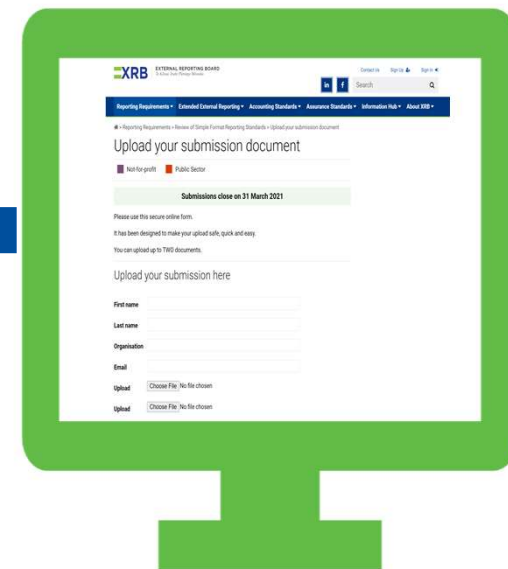 XRB EXTERNAL REPORTING BOARD
Contact Us Sign Up Sign In
in f Search
Reporting Requirements Extended External Reporting Accounting Standards Assurance Standards Information Hub About XRB
> Reporting Requirements > Review of Simple Format Reporting Standards > Upload your submission document
Upload your submission document
Not-for-profit Public Sector
Submissions close on 31 March 2021
Please use this secure online form.
It has been designed to make your upload safe, quick and easy.
You can upload up to TWO documents.
Upload your submission here
First name
Last name
Organisation
Email
Upload Choose File No file chosen
Upload Choose File No file chosen